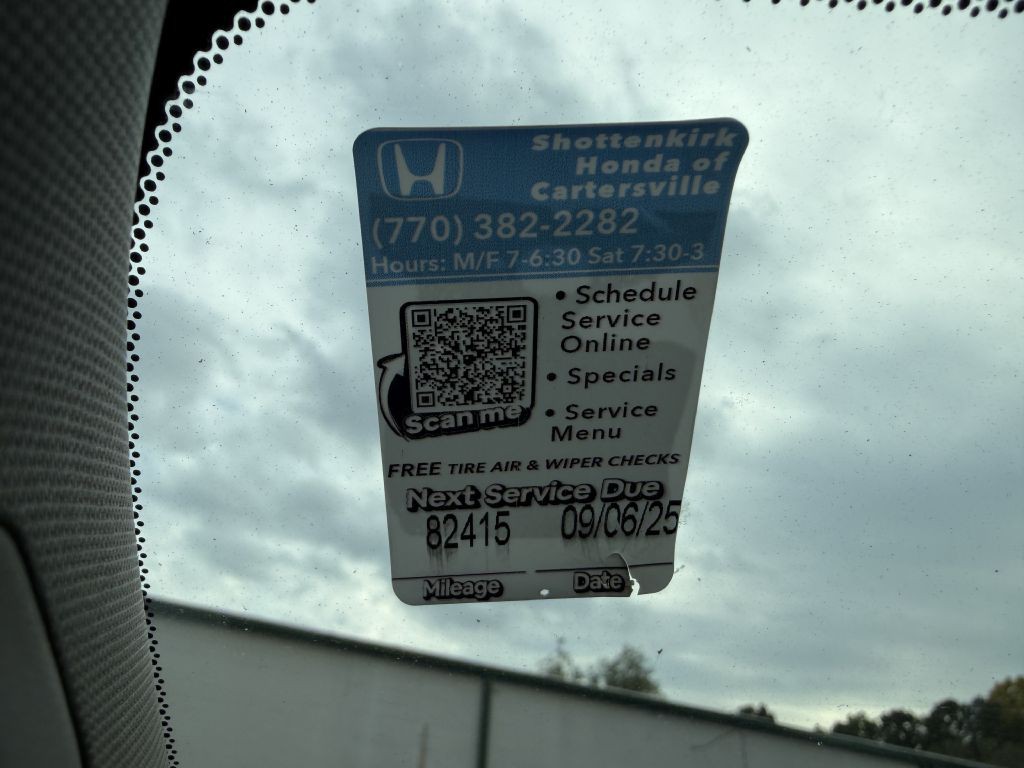 Shottenkirk
Honda of
Cartersville
(770) 382-2282
Hours: M/F 7-6:30 Sat 7:30-3
• Schedule
Service
Online
• Specials
• Service
Menu
Scan me
FREE TIRE AIR & WIPER CHECKS
Next Service Due
82415 09/06/25
Mileage Date